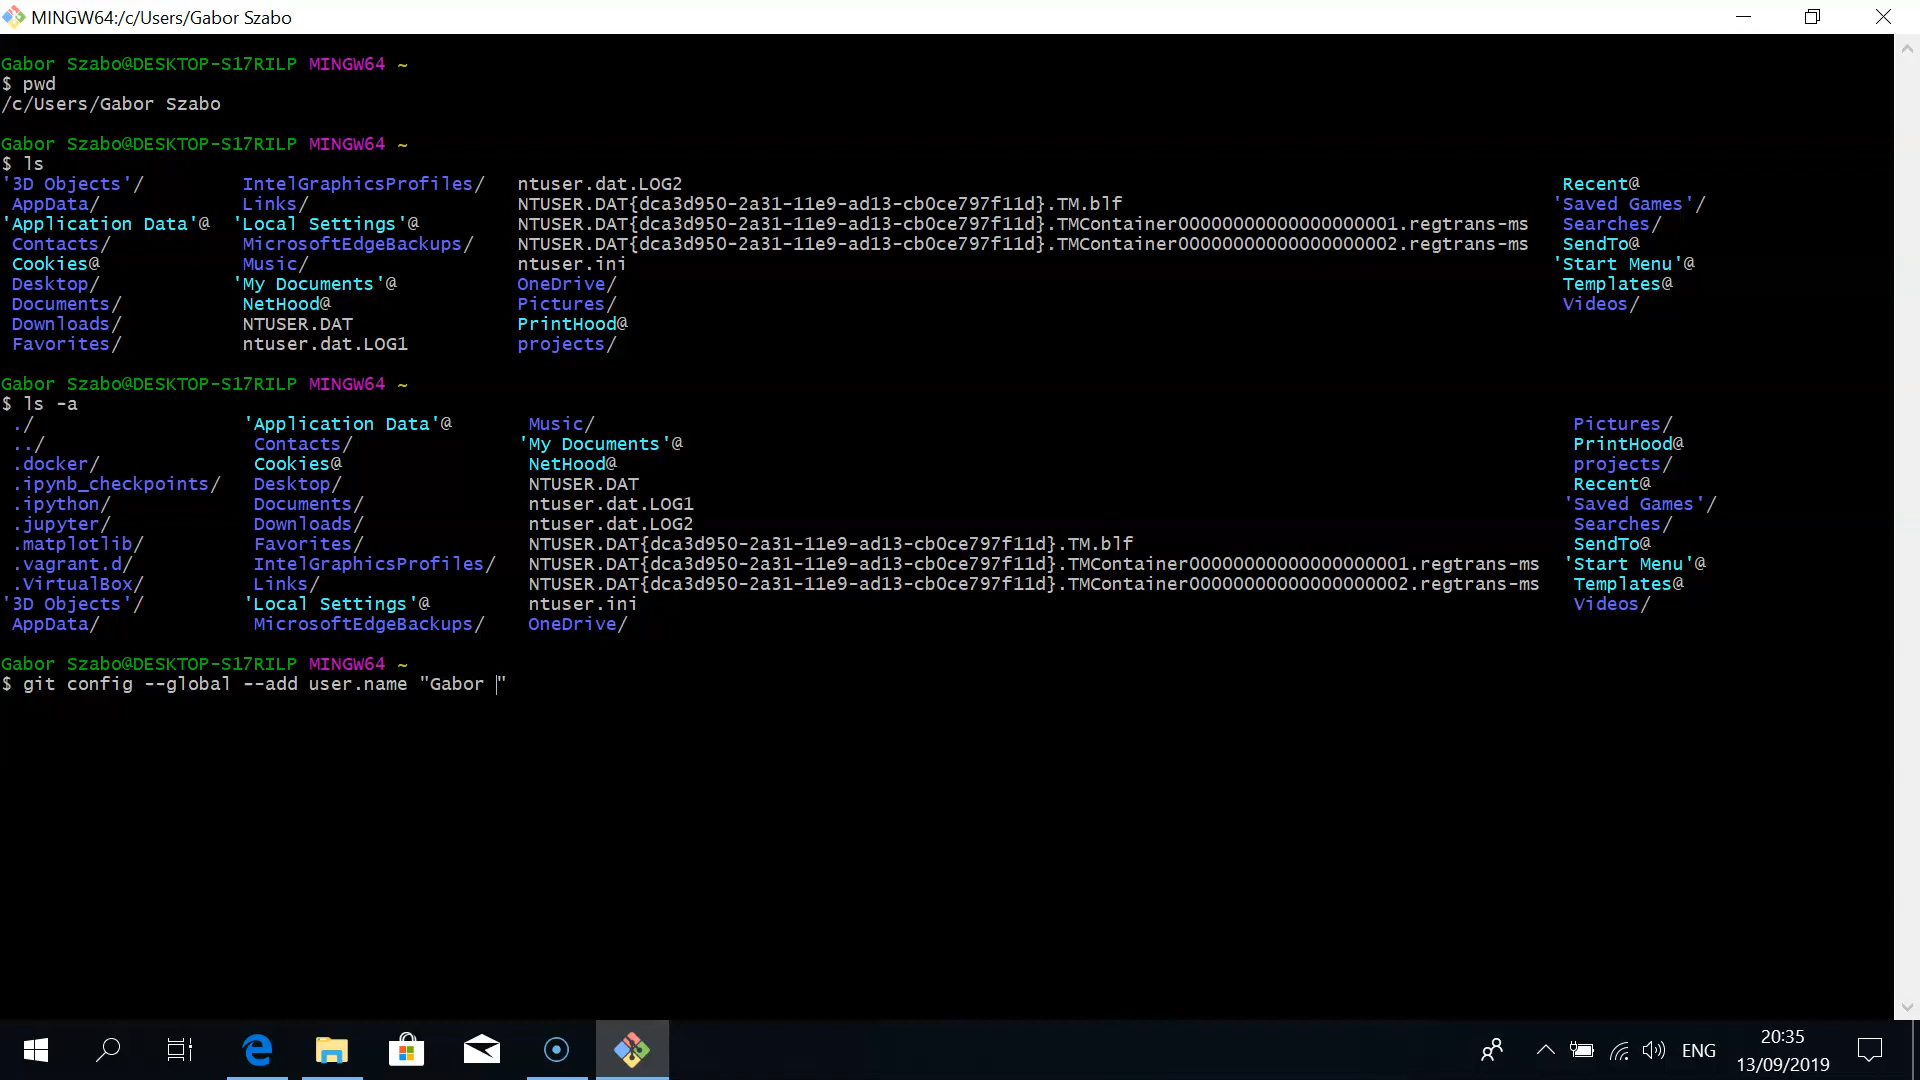 MINGW64:/c/Users/Gabor Szabo
Gabor Szabo@DESKTOP-S17RILP MINGW64 ~
$ pwd
/c/Users/Gabor Szabo
Gabor Szabo@DESKTOP-S17RILP MINGW64 ~
$ ls
'3D Objects'/ IntelGraphicsProfiles/ ntuser.dat.LOG2 Recent@
AppData/ Links/ NTUSER.DAT{dca3d950-2a31-11e9-ad13-cb0ce797f11d}.TM.blf 'Saved Games'/
'Application Data'@ 'Local Settings'@ NTUSER.DAT{dca3d950-2a31-11e9-ad13-cb0ce797f11d}.TMContainer00000000000000000001.regtrans-ms Searches/
Contacts/ MicrosoftEdgeBackups/ NTUSER.DAT{dca3d950-2a31-11e9-ad13-cb0ce797f11d}.TMContainer00000000000000000002.regtrans-ms SendTo@
Cookies@ Music/ ntuser.ini 'Start Menu'@
Desktop/ 'My Documents'@ OneDrive/ Templates@
Documents/ NetHood@ Pictures/ Videos/
Downloads/ NTUSER.DAT PrintHood@
Favorites/ ntuser.dat.LOG1 projects/
Gabor Szabo@DESKTOP-S17RILP MINGW64 ~
$ ls -a
./ 'Application Data'@ Music/ Pictures/
../ Contacts/ 'My Documents'@ PrintHood@
.docker/ Cookies@ NetHood@ projects/
.ipynb_checkpoints/ Desktop/ NTUSER.DAT Recent@
.ipython/ Documents/ ntuser.dat.LOG1 'Saved Games'/
.jupyter/ Downloads/ ntuser.dat.LOG2 Searches/
.matplotlib/ Favorites/ NTUSER.DAT{dca3d950-2a31-11e9-ad13-cb0ce797f11d}.TM.blf SendTo@
.vagrant.d/ IntelGraphicsProfiles/ NTUSER.DAT{dca3d950-2a31-11e9-ad13-cb0ce797f11d}.TMContainer00000000000000000001.regtrans-ms 'Start Menu'@
.VirtualBox/ Links/ NTUSER.DAT{dca3d950-2a31-11e9-ad13-cb0ce797f11d}.TMContainer00000000000000000002.regtrans-ms Templates@
'3D Objects'/ 'Local Settings'@ ntuser.ini Videos/
AppData/ MicrosoftEdgeBackups/ OneDrive/
Gabor Szabo@DESKTOP-S17RILP MINGW64 ~
$ git config --global --add user.name "Gabor "
ENG
20:35
13/09/2019